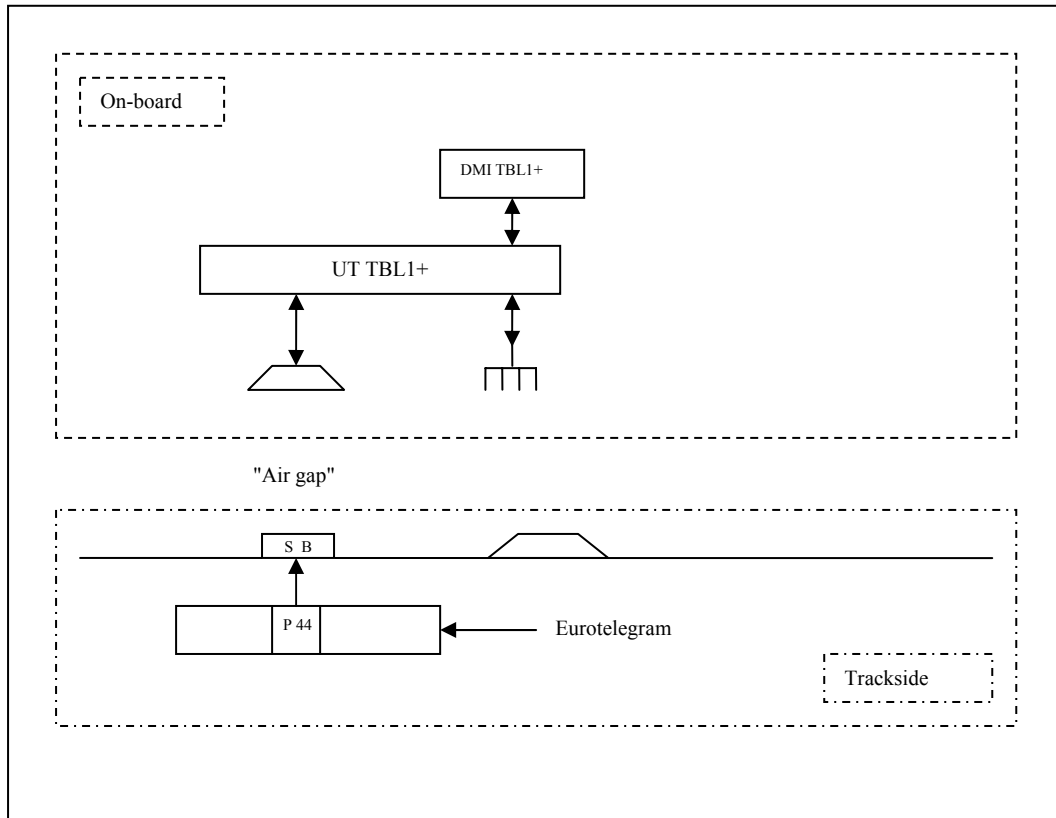 On-board
DMI TBL1+
UT TBL1+
"Air gap"
S B
P 44
Eurotelegram
Trackside